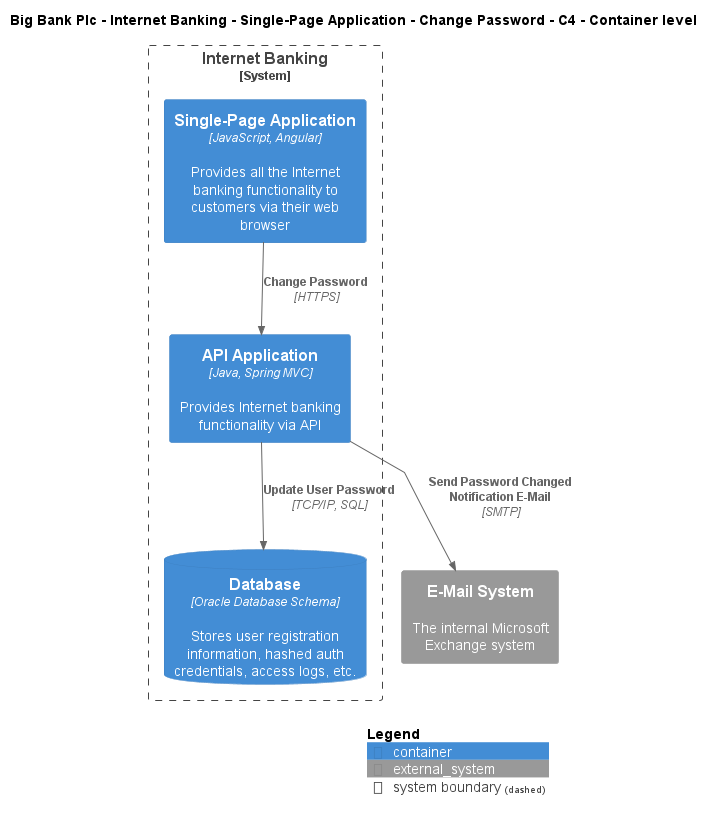 Big Bank Plc - Internet Banking - Single-Page Application - Change Password - C4 - Container level
Internet Banking
[System]
Single-Page Application
[JavaScript, Angular]
Provides all the Internet
banking functionality to
customers via their web
browser
Change Password
[HTTPS]
API Application
[Java, Spring MVC]
Provides Internet banking
functionality via API
Update User Password
[TCP/IP, SQL]
Send Password Changed
Notification E-Mail
[SMTP]
Database
[Oracle Database Schema]
Stores user registration
information, hashed auth
credentials, access logs, etc.
E-Mail System
The internal Microsoft
Exchange system
Legend
container
external_system
system boundary (dashed)